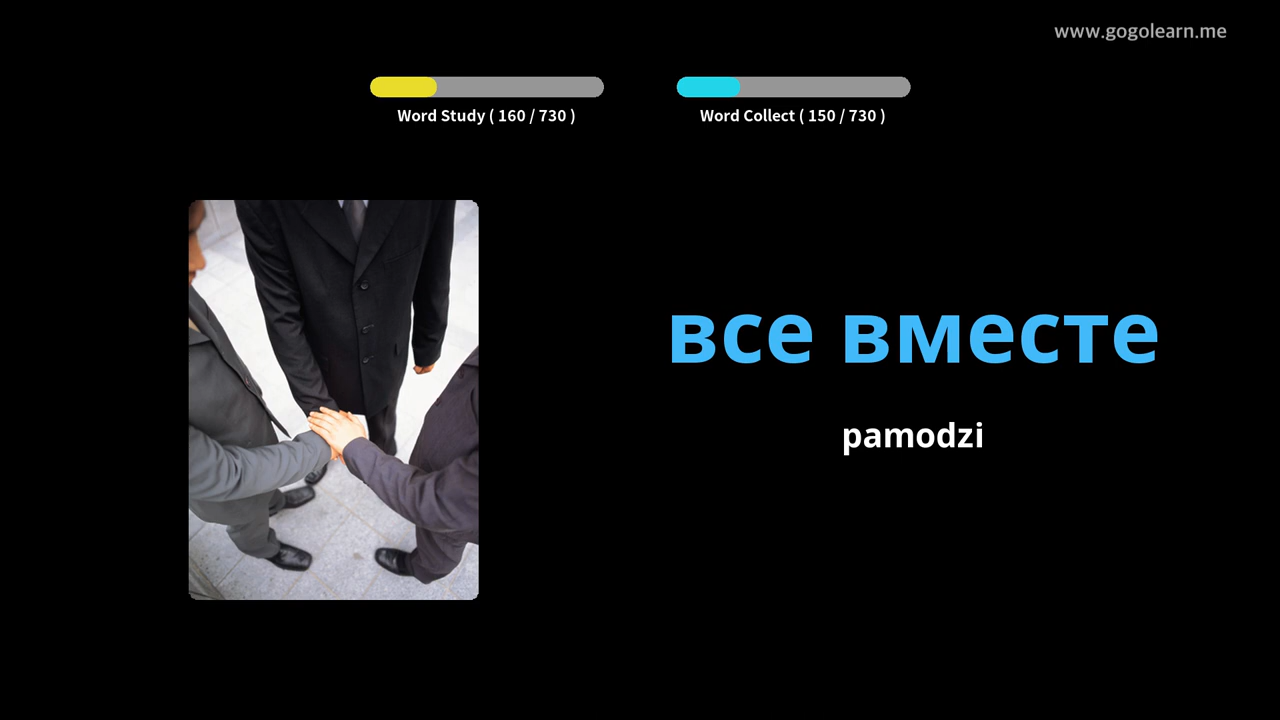 www.gogolearn.me
Word Study ( 160 / 730 )
Word Collect ( 150 / 730 )
все вместе
pamodzi